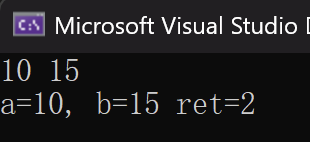 C:\
Microsoft Visual Studio
10 15
a=10, b=15 ret=2